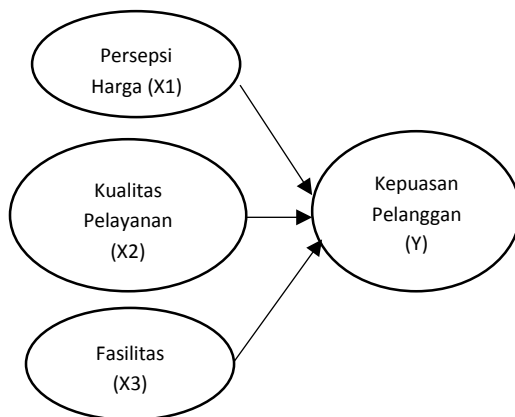 Persepsi
Harga (X1)
Kualitas
Pelayanan
(X2)
Fasilitas
(X3)
Kepuasan
Pelanggan
(Y)